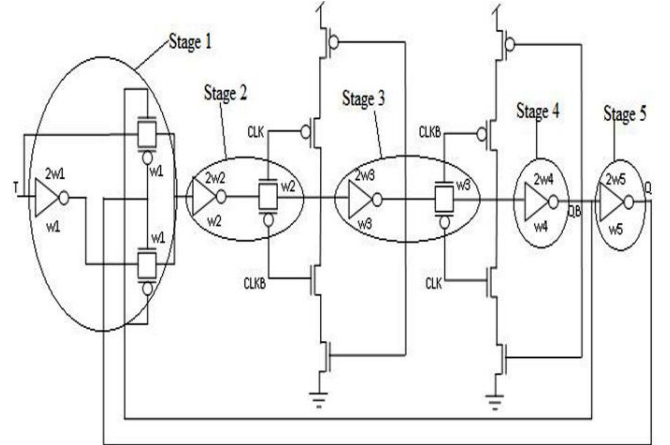 Stage 1
Stage 2
Stage 3
Stage 4
Stage 5
T
2w1
w1
w1
w1
2w2
w2
CLK
w2
CLKB
2w3
w3
CLKB
w3
CLK
2w4
w4
QB
2w5
w5
Q